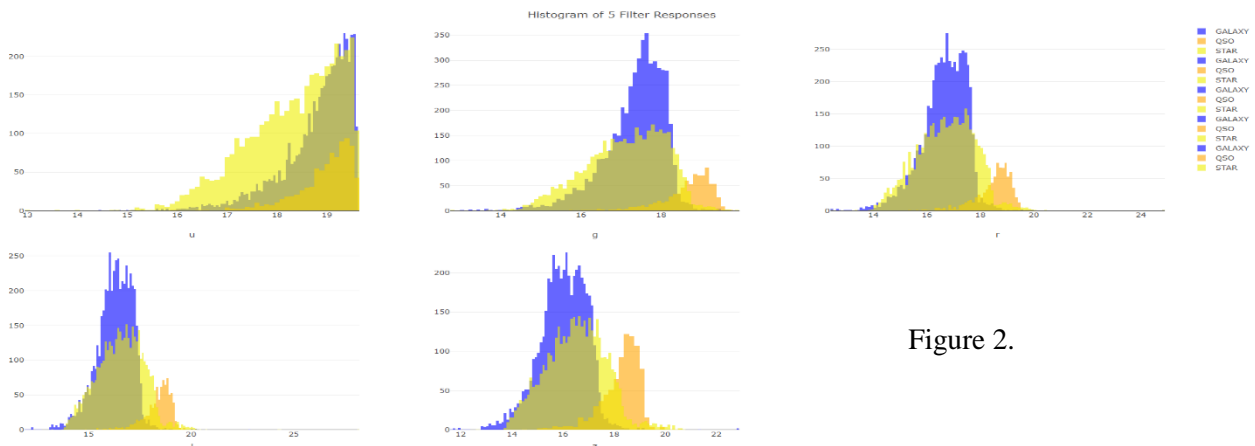 Histogram of 5 Filter Responses
200
150
100
50
0
13 14 15 16 17 18 19
u
350
300
250
200
150
100
50
0
14 16 18
g
250
200
150
100
50
0
14 16 18 20 22 24
r
GALAXY
QSO
STAR
GALAXY
QSO
STAR
GALAXY
QSO
STAR
GALAXY
QSO
STAR
GALAXY
QSO
STAR
250
200
150
100
50
0
15 20 25
200
150
100
50
0
12 14 16 18 20 22
Figure 2.